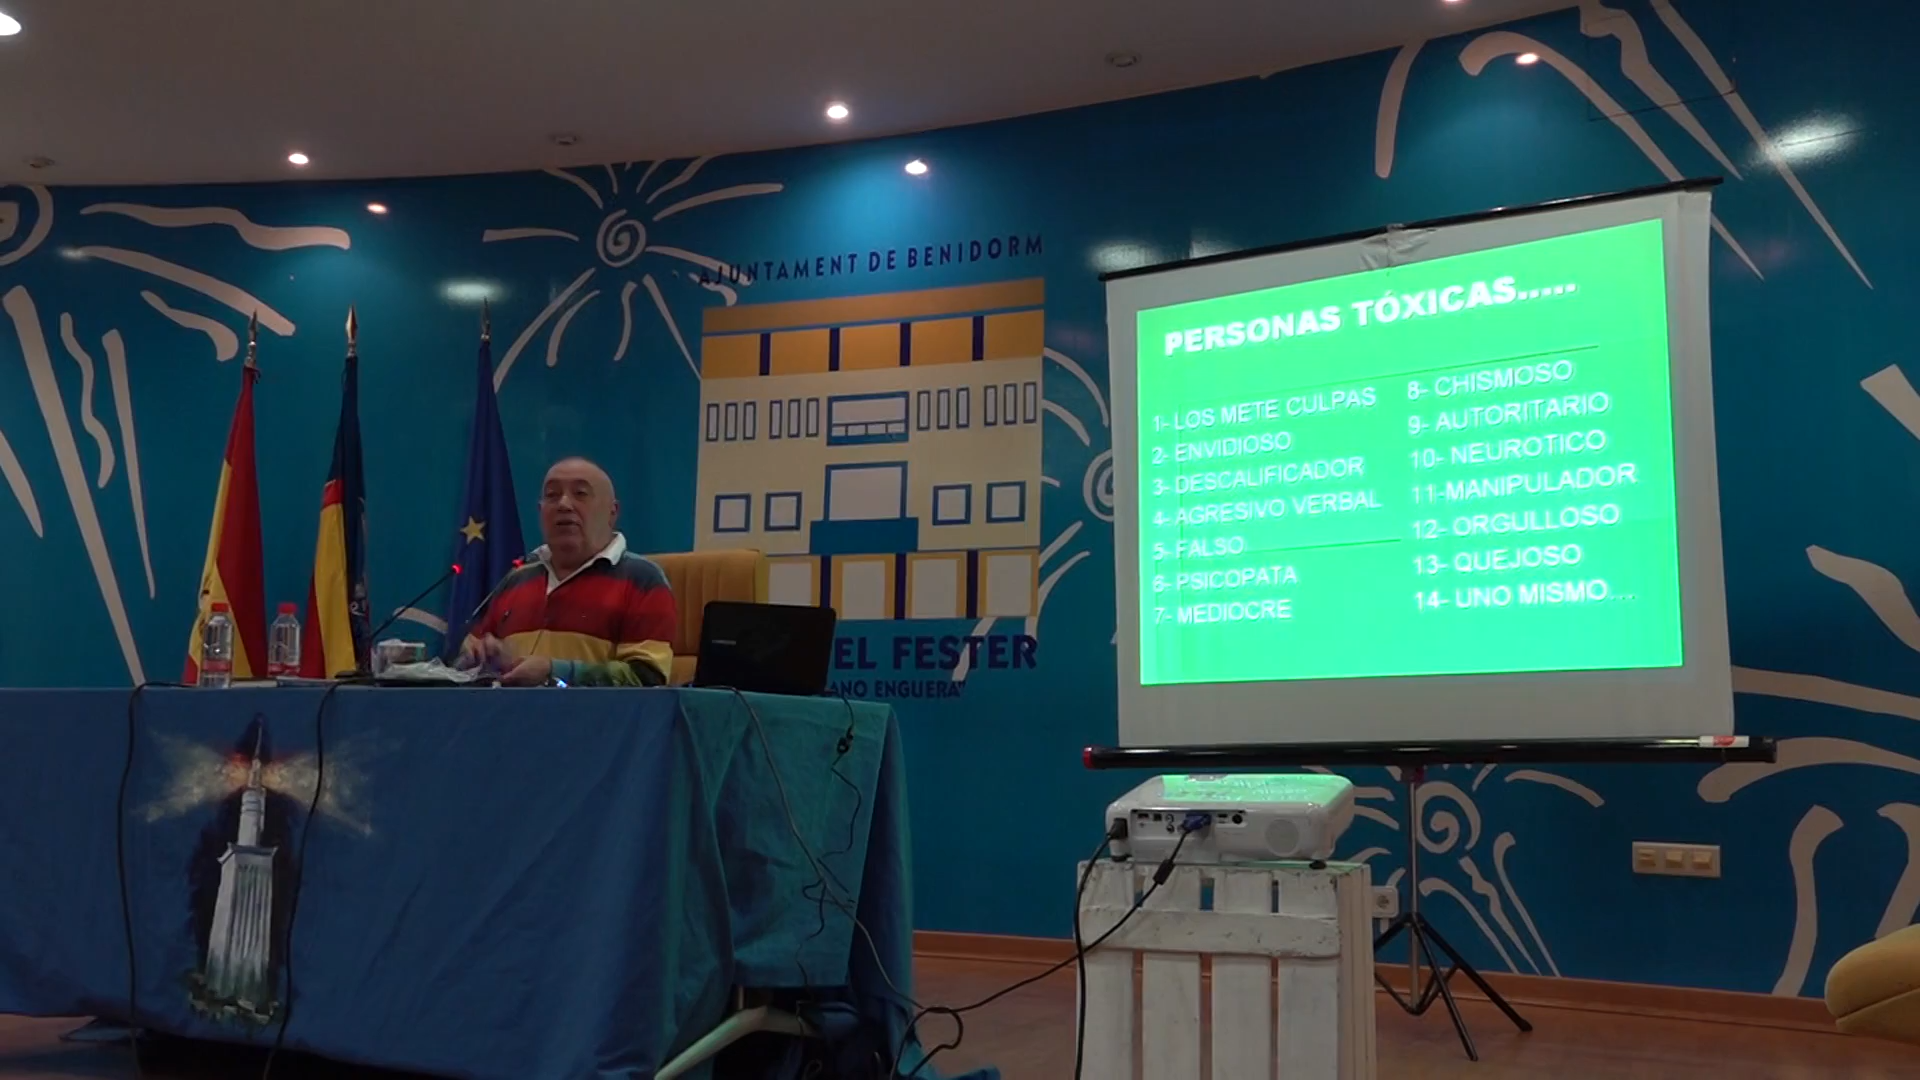 AJUNTAMENT DE BENIDORM
EL FESTER
ANO ENGUERA"
PERSONAS TÓXICAS.....
1- LOS METE CULPAS
2- ENVIDIOSO
3- DESCALIFICADOR
4- AGRESIVO VERBAL
5- FALSO
6- PSICOPATA
7- MEDIOCRE
8- CHISMOSO
9- AUTORITARIO
10- NEUROTICO
11-MANIPULADOR
12- ORGULLOSO
13- QUEJOSO
14- UNO MISMO....